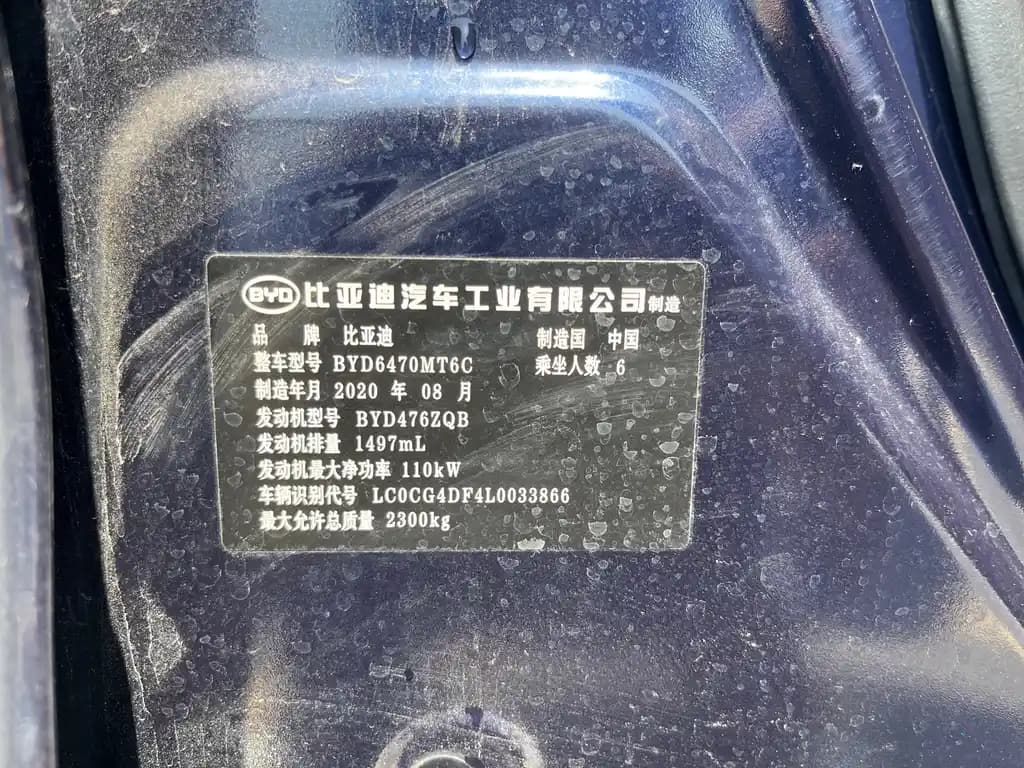 BYD 比亚迪汽车工业有限公司制造
品 牌 比亚迪 制造国 中国
整车型号 BYD6470MT6C 乘坐人数 6
制造年月 2020 年 08 月
发动机型号 BYD476ZQB
发动机排量 1497mL
发动机最大净功率 110kW
车辆识别代号 LC0CG4DF4L0033866
最大允许总质量 2300kg